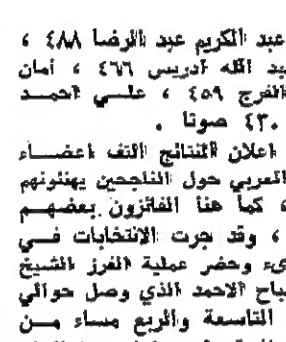 عبد الكريم عبد الرضا ٤٨٨ ،
عبد الله ادريس ٤٦٦ ، أمان
الفرج ٤٥٩ ، علي احمد
٤٣٠ صوتا .
اعلان النتائج التف اعضاء
العربي حول الناجحين يهنئونهم
، كما هنأ الفائزون بعضهم
، وقد جرت الانتخابات في
وحضر عملية الفرز الشيخ
صباح الاحمد الذي وصل حوالي
التاسعة والربع مساء من